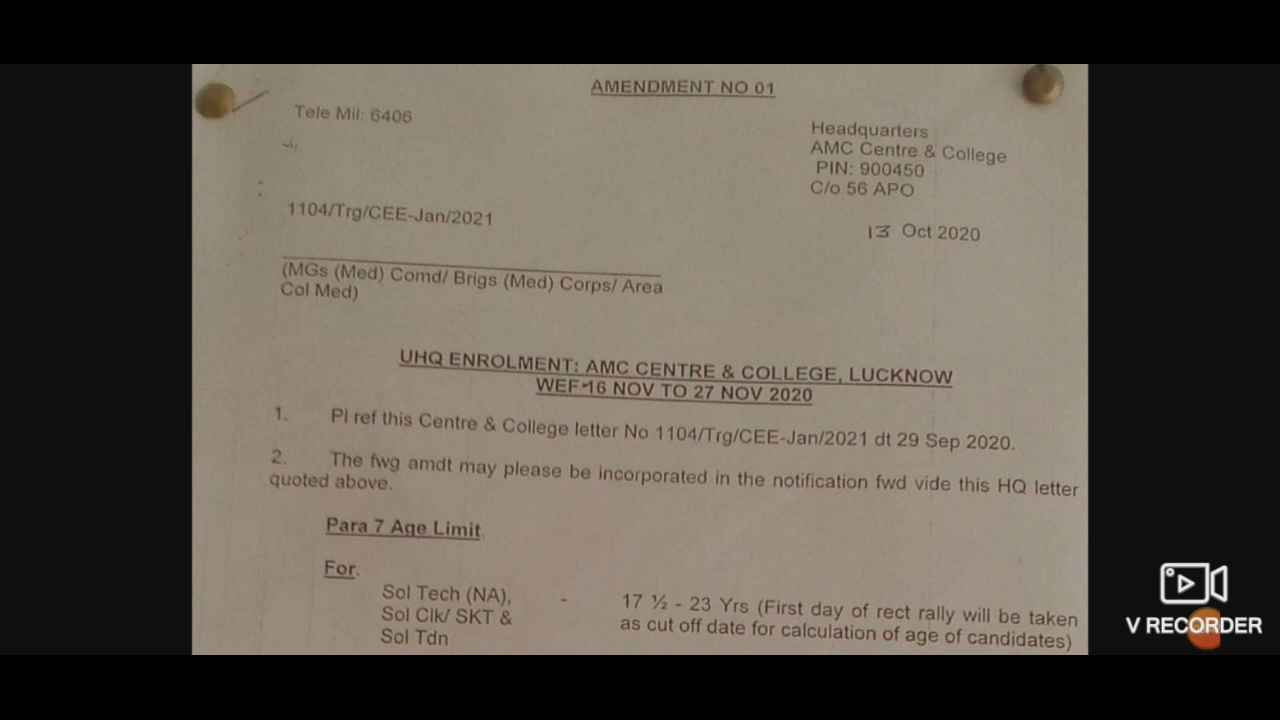 AMENDMENT NO 01
Tele Mil: 6406
Headquarters
AMC Centre & College
PIN: 900450
C/o 56 APO
1104/Trg/CEE-Jan/2021
13 Oct 2020
(MGs (Med) Comd/ Brigs (Med) Corps/ Area
Col Med)
UHQ ENROLMENT: AMC CENTRE & COLLEGE, LUCKNOW
WEF 16 NOV TO 27 NOV 2020
1. Pl ref this Centre & College letter No 1104/Trg/CEE-Jan/2021 dt 29 Sep 2020.
2. The fwg amdt may please be incorporated in the notification fwd vide this HQ letter
quoted above.
Para 7 Age Limit.
For.
Sol Tech (NA), - 17 ½ - 23 Yrs (First day of rect rally will be taken
Sol Clk/ SKT & as cut off date for calculation of age of candidates)
Sol Tdn
V RECORDER